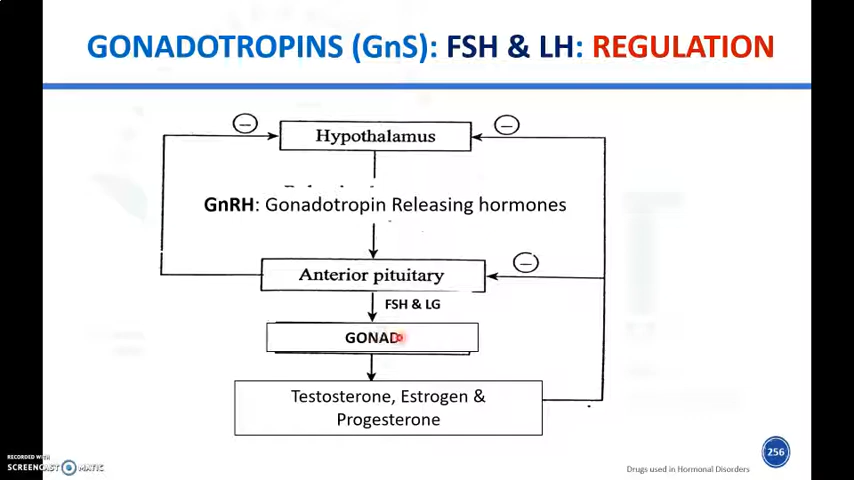 GONADOTROPINS (GnS): FSH & LH: REGULATION
Hypothalamus
GnRH: Gonadotropin Releasing hormones
Anterior pituitary
FSH & LG
GONAD
Testosterone, Estrogen &
Progesterone
256
Drugs used in Hormonal Disorders
RECORDED WITH
SCREENCAST MATIC